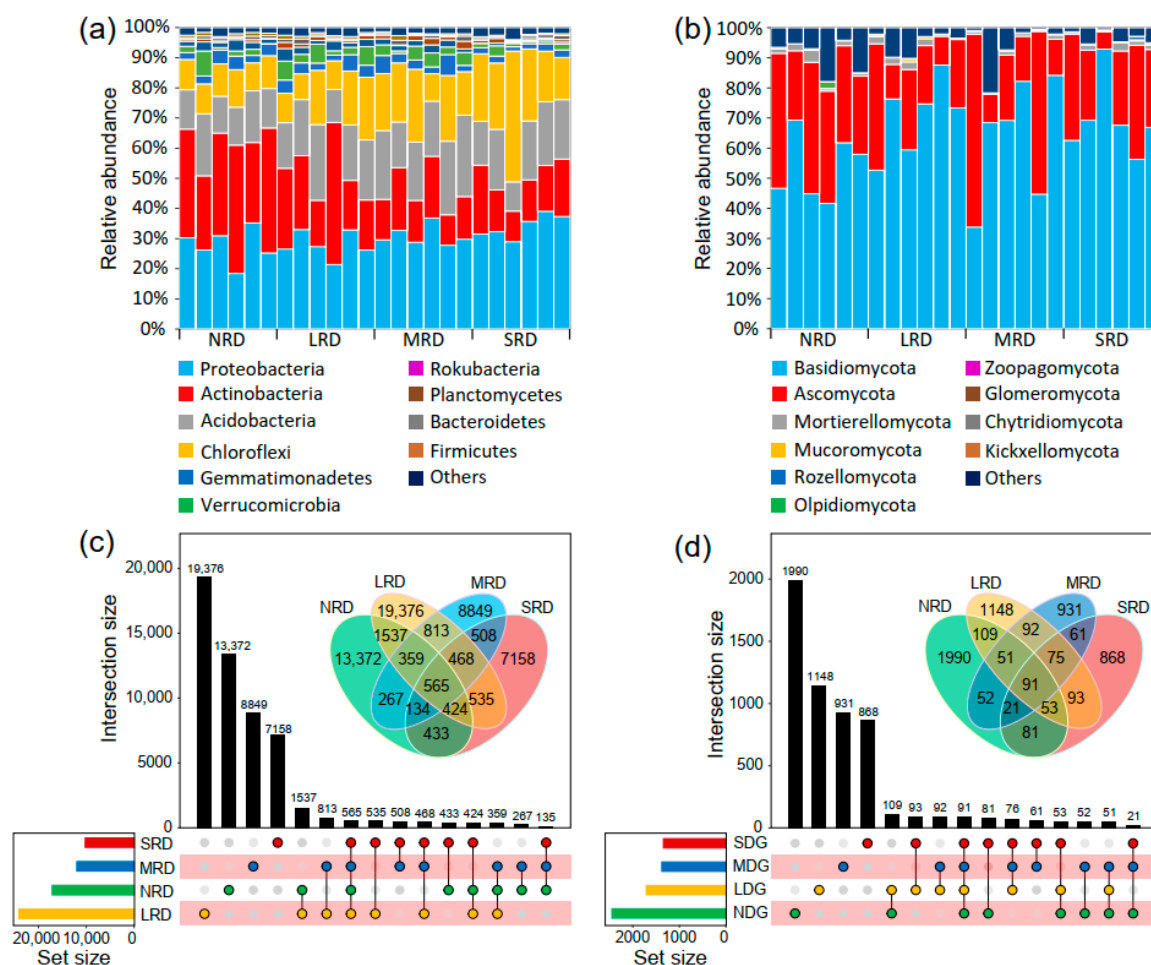 (a)
100%
90%
80%
70%
60%
50%
40%
30%
20%
10%
0%
Relative abundance
NRD LRD MRD SRD
Proteobacteria Rokubacteria
Actinobacteria Planctomycetes
Acidobacteria Bacteroidetes
Chloroflexi Firmicutes
Gemmatimonadetes Others
Verrucomicrobia
(b)
100%
90%
80%
70%
60%
50%
40%
30%
20%
10%
0%
Relative abundance
NRD LRD MRD SRD
Basidiomycota Zoopagomycota
Ascomycota Glomeromycota
Mortierellomycota Chytridiomycota
Mucoromycota Kickxellomycota
Rozellomycota Others
Olpidiomycota
(c)
20,000
15,000
10,000
5000
0
Intersection size
19,376
13,372
8849
7158
1537 813 565 535 508 468 433 424 359 267 135
LRD MRD
NRD SRD
19,376 8849
1537 813 508
13,372 359 468 7158
565
267 134 424 535
433
SRD
MRD
NRD
LRD
20,000 10,000 0
Set size
(d)
2000
1500
1000
500
0
Intersection size
1990
1148
931
868
109 93 92 91 81 76 61 53 52 51 21
LRD MRD
NRD SRD
1148 931
109 92 61
1990 51 75 868
91
52 21 53 93
81
SDG
MDG
LDG
NDG
2000 1000 0
Set size